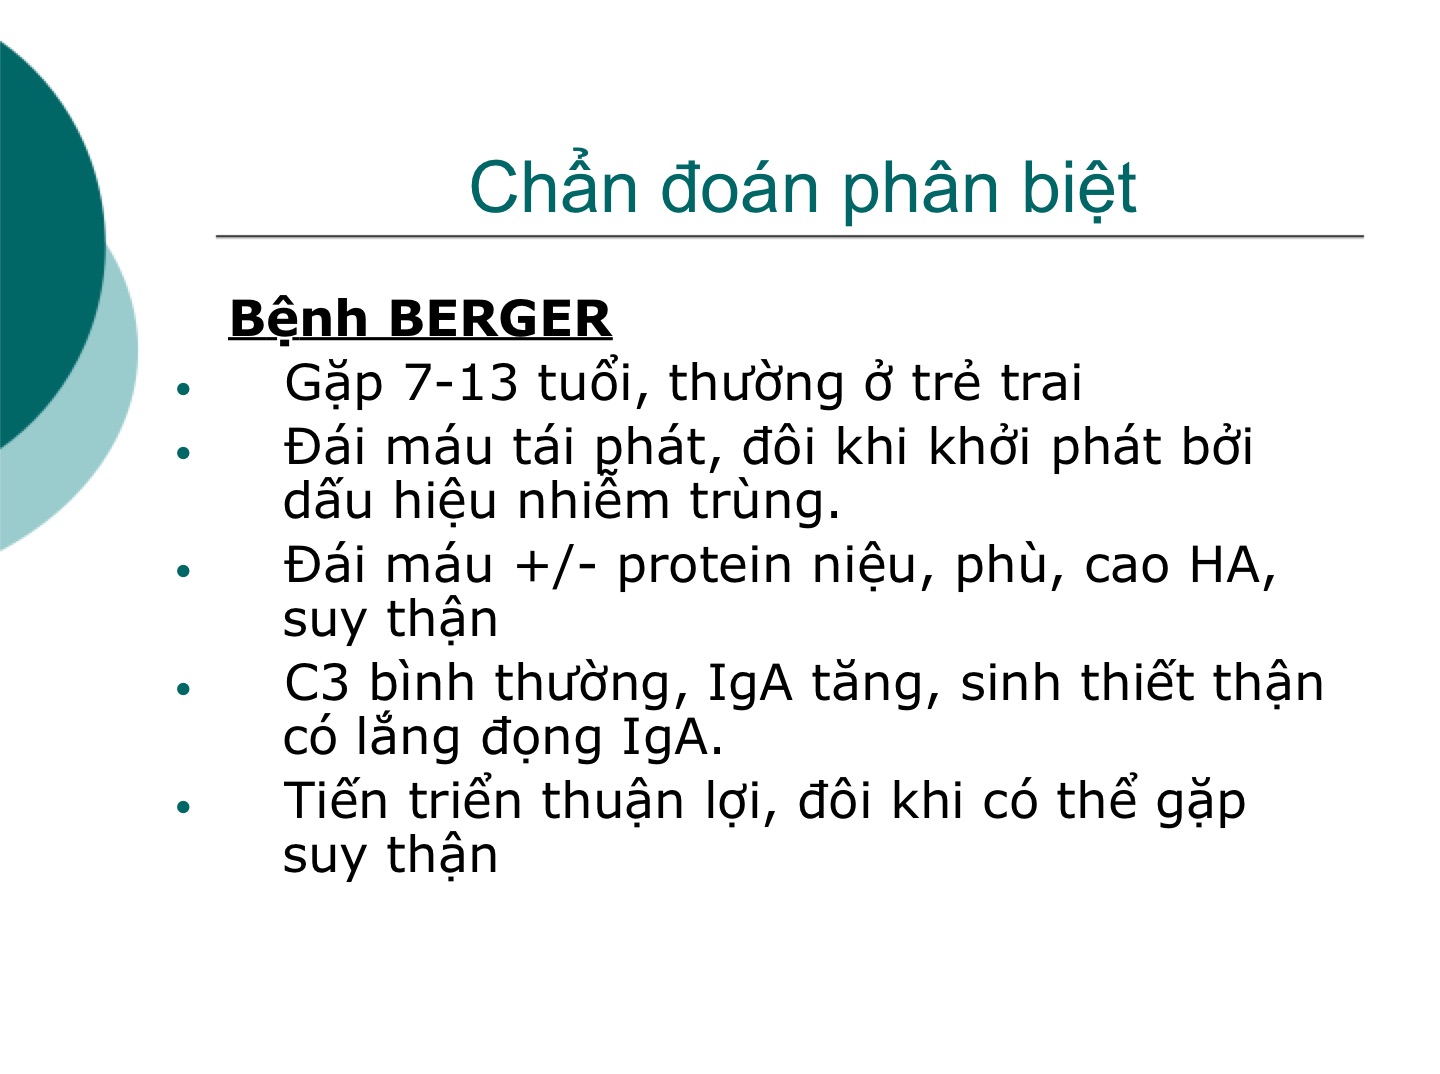 Chẩn đoán phân biệt
Bệnh BERGER
• Gặp 7-13 tuổi, thường ở trẻ trai
• Đái máu tái phát, đôi khi khởi phát bởi
dấu hiệu nhiễm trùng.
• Đái máu +/- protein niệu, phù, cao HA,
suy thận
• C3 bình thường, IgA tăng, sinh thiết thận
có lắng đọng IgA.
• Tiến triển thuận lợi, đôi khi có thể gặp
suy thận